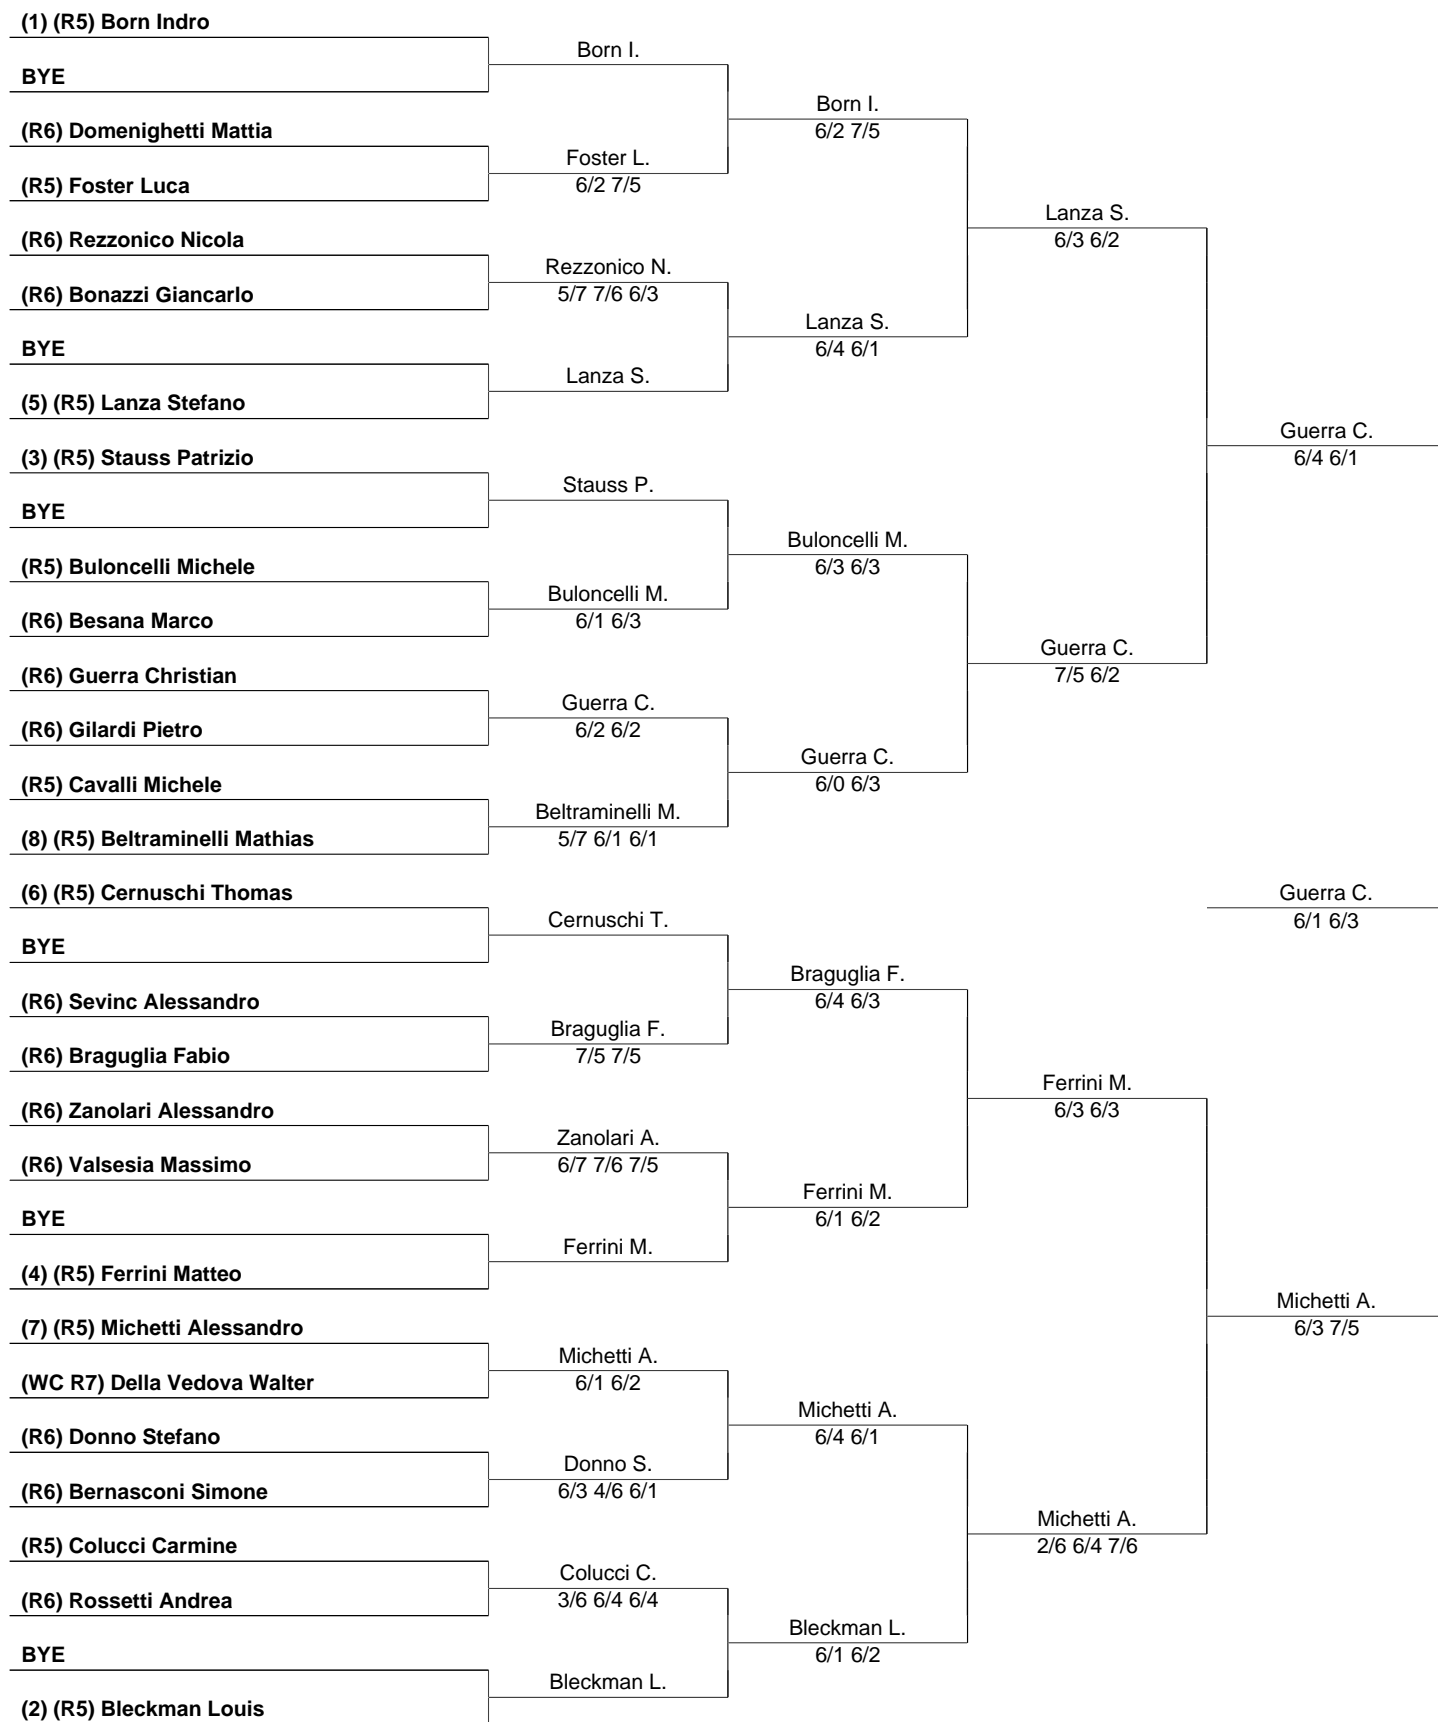 (1) (R5) Born Indro
BYE
(R6) Domenighetti Mattia
(R5) Foster Luca
(R6) Rezzonico Nicola
(R6) Bonazzi Giancarlo
BYE
(5) (R5) Lanza Stefano
(3) (R5) Stauss Patrizio
BYE
(R5) Buloncelli Michele
(R6) Besana Marco
(R6) Guerra Christian
(R6) Gilardi Pietro
(R5) Cavalli Michele
(8) (R5) Beltraminelli Mathias
(6) (R5) Cernuschi Thomas
BYE
(R6) Sevinc Alessandro
(R6) Braguglia Fabio
(R6) Zanolari Alessandro
(R6) Valsesia Massimo
BYE
(4) (R5) Ferrini Matteo
(7) (R5) Michetti Alessandro
(WC R7) Della Vedova Walter
(R6) Donno Stefano
(R6) Bernasconi Simone
(R5) Colucci Carmine
(R6) Rossetti Andrea
BYE
(2) (R5) Bleckman Louis
Born I.
Foster L.
6/2 7/5
Rezzonico N.
5/7 7/6 6/3
Lanza S.
Stauss P.
Buloncelli M.
6/1 6/3
Guerra C.
6/2 6/2
Beltraminelli M.
5/7 6/1 6/1
Cernuschi T.
Braguglia F.
7/5 7/5
Zanolari A.
6/7 7/6 7/5
Ferrini M.
Michetti A.
6/1 6/2
Donno S.
6/3 4/6 6/1
Colucci C.
3/6 6/4 6/4
Bleckman L.
Born I.
6/2 7/5
Lanza S.
6/4 6/1
Buloncelli M.
6/3 6/3
Guerra C.
6/0 6/3
Braguglia F.
6/4 6/3
Ferrini M.
6/1 6/2
Michetti A.
6/4 6/1
Bleckman L.
6/1 6/2
Lanza S.
6/3 6/2
Guerra C.
7/5 6/2
Ferrini M.
6/3 6/3
Michetti A.
2/6 6/4 7/6
Guerra C.
6/4 6/1
Guerra C.
6/1 6/3
Michetti A.
6/3 7/5